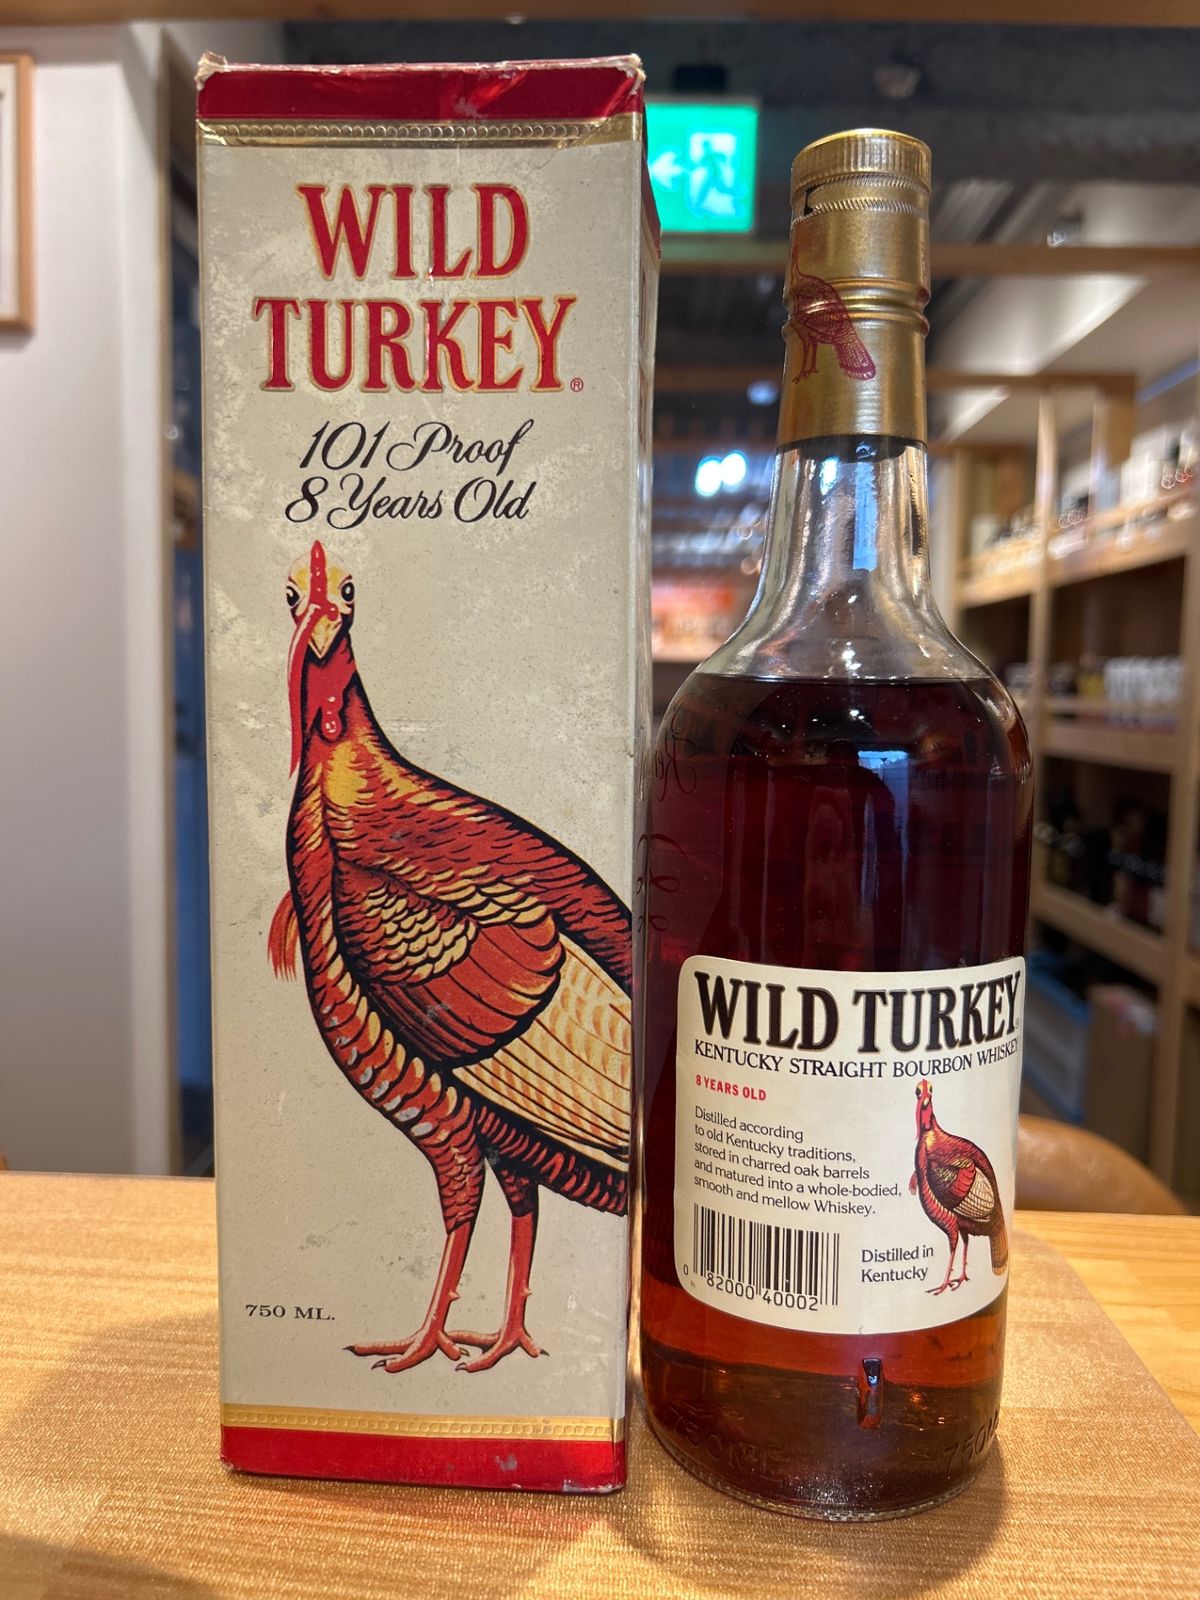 WILD
TURKEY®
101 Proof
8 Years Old
750 ML.
WILD TURKEY
KENTUCKY STRAIGHT BOURBON WHISKEY
8 YEARS OLD
Distilled according
to old Kentucky traditions,
stored in charred oak barrels
and matured into a whole-bodied,
smooth and mellow Whiskey.
Distilled in
Kentucky
0 82000 40002
750ML
750